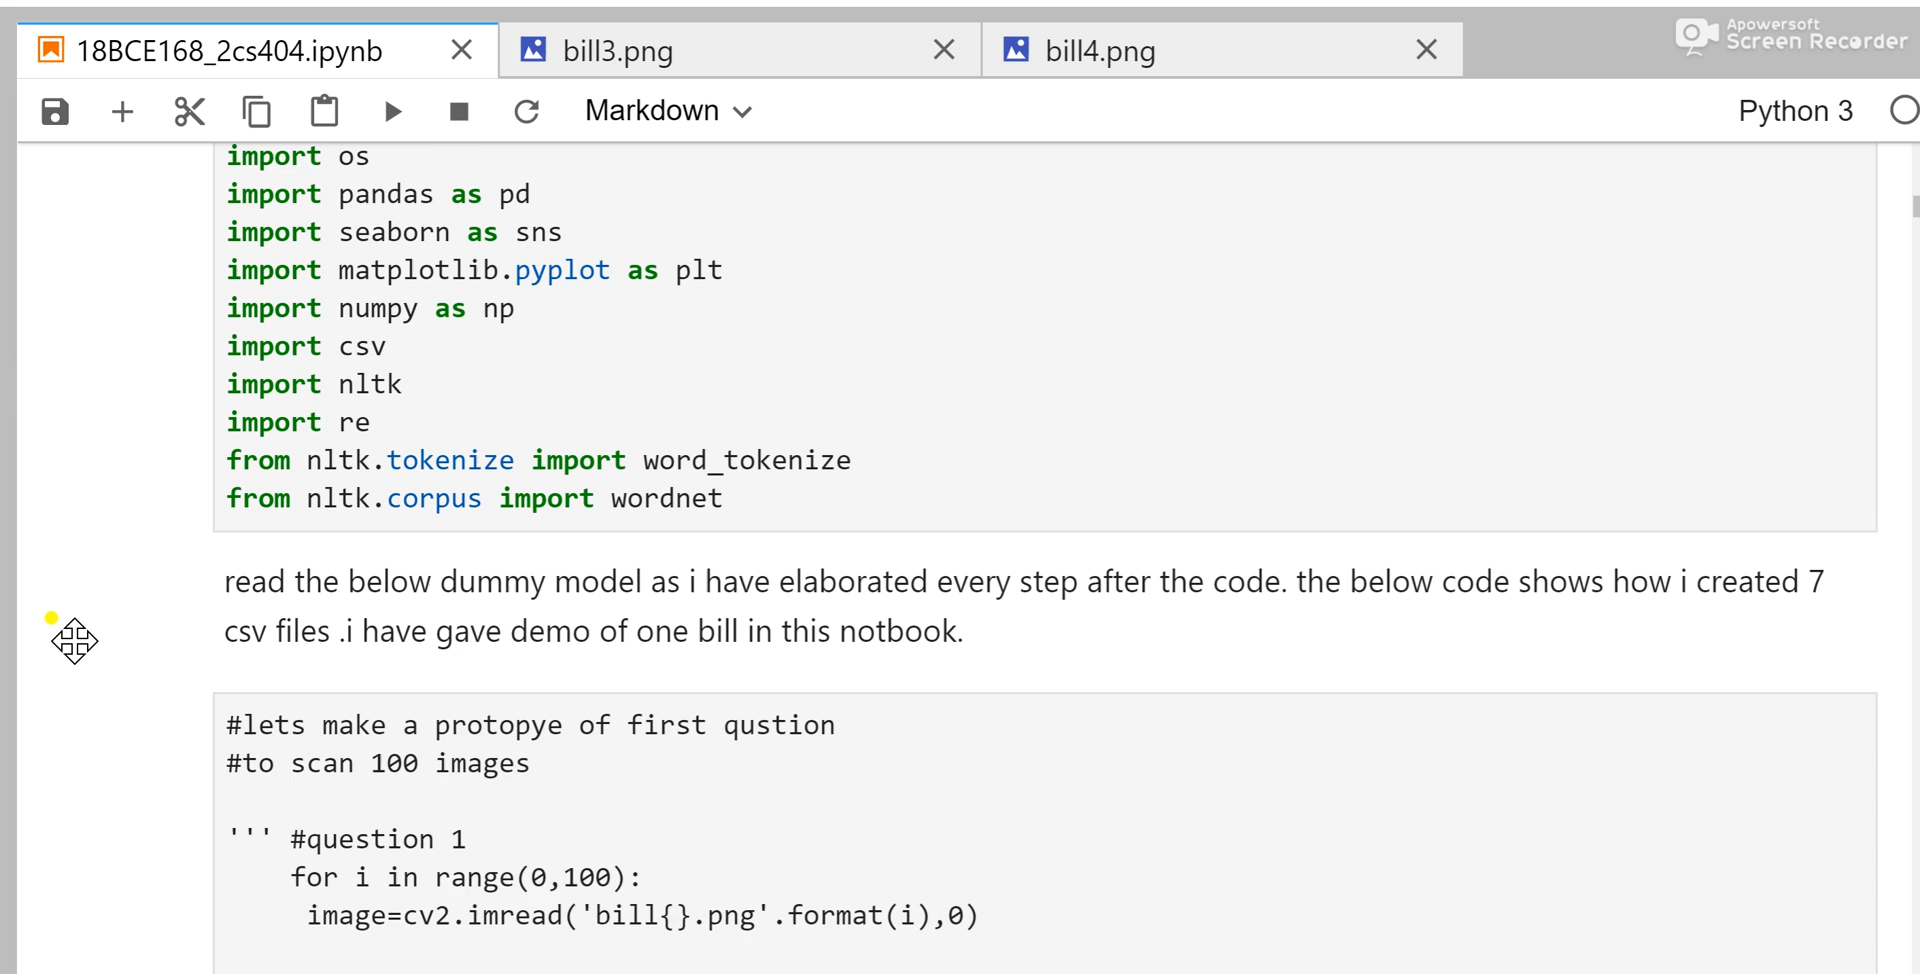 Apowersoft
Screen Recorder
18BCE168_2cs404.ipynb
bill3.png
bill4.png
Markdown
Python 3
import os
import pandas as pd
import seaborn as sns
import matplotlib.pyplot as plt
import numpy as np
import csv
import nltk
import re
from nltk.tokenize import word_tokenize
from nltk.corpus import wordnet
read the below dummy model as i have elaborated every step after the code. the below code shows how i created 7
csv files .i have gave demo of one bill in this notbook.
#lets make a protopye of first qustion
#to scan 100 images
''' #question 1
for i in range(0,100):
image=cv2.imread('bill{}.png'.format(i),0)